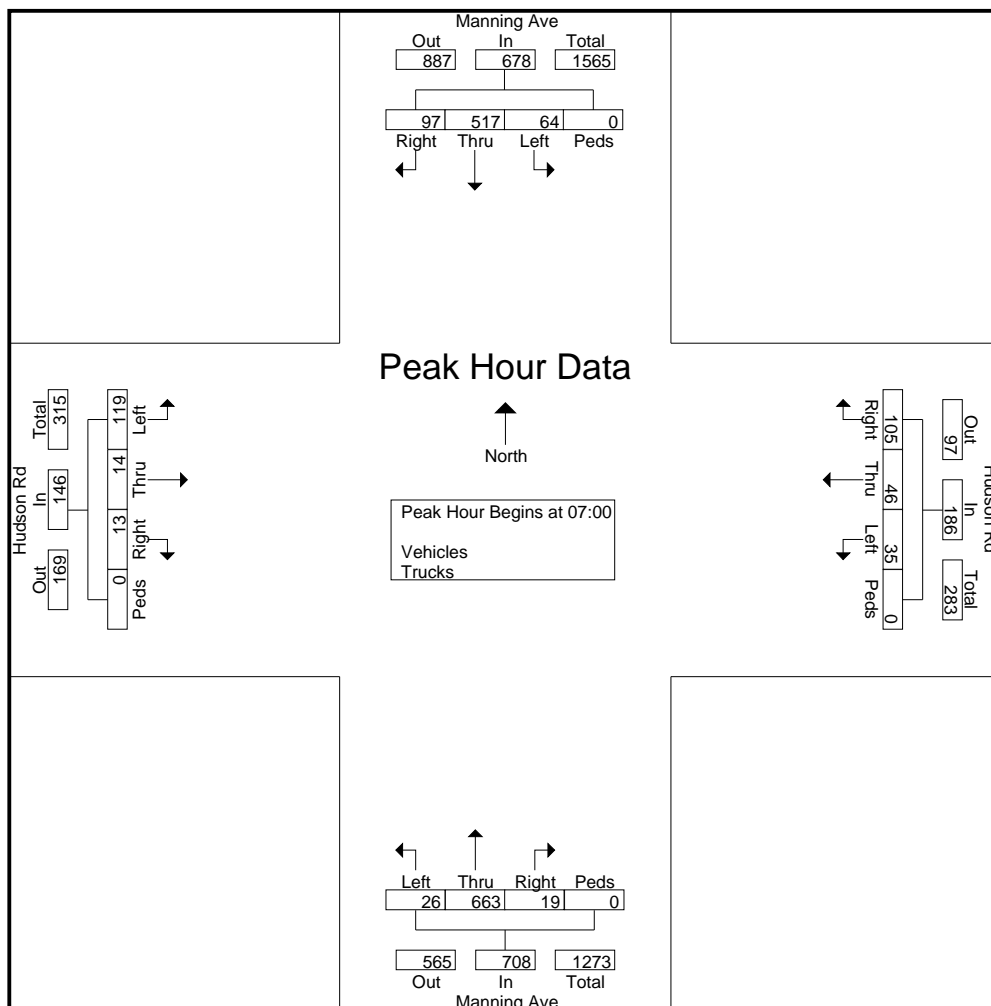 Manning Ave
Out In Total
887 678 1565
97 517 64 0
Right Thru Left Peds
Peak Hour Data
North
Peak Hour Begins at 07:00
Vehicles
Trucks
Hudson Rd
Total In Out
315 146 169
119 14 13 0
Left Thru Right Peds
Hudson Rd
Out In Total
97 186 283
105 46 35 0
Right Thru Left Peds
Left Thru Right Peds
26 663 19 0
565 708 1273
Out In Total
Manning Ave